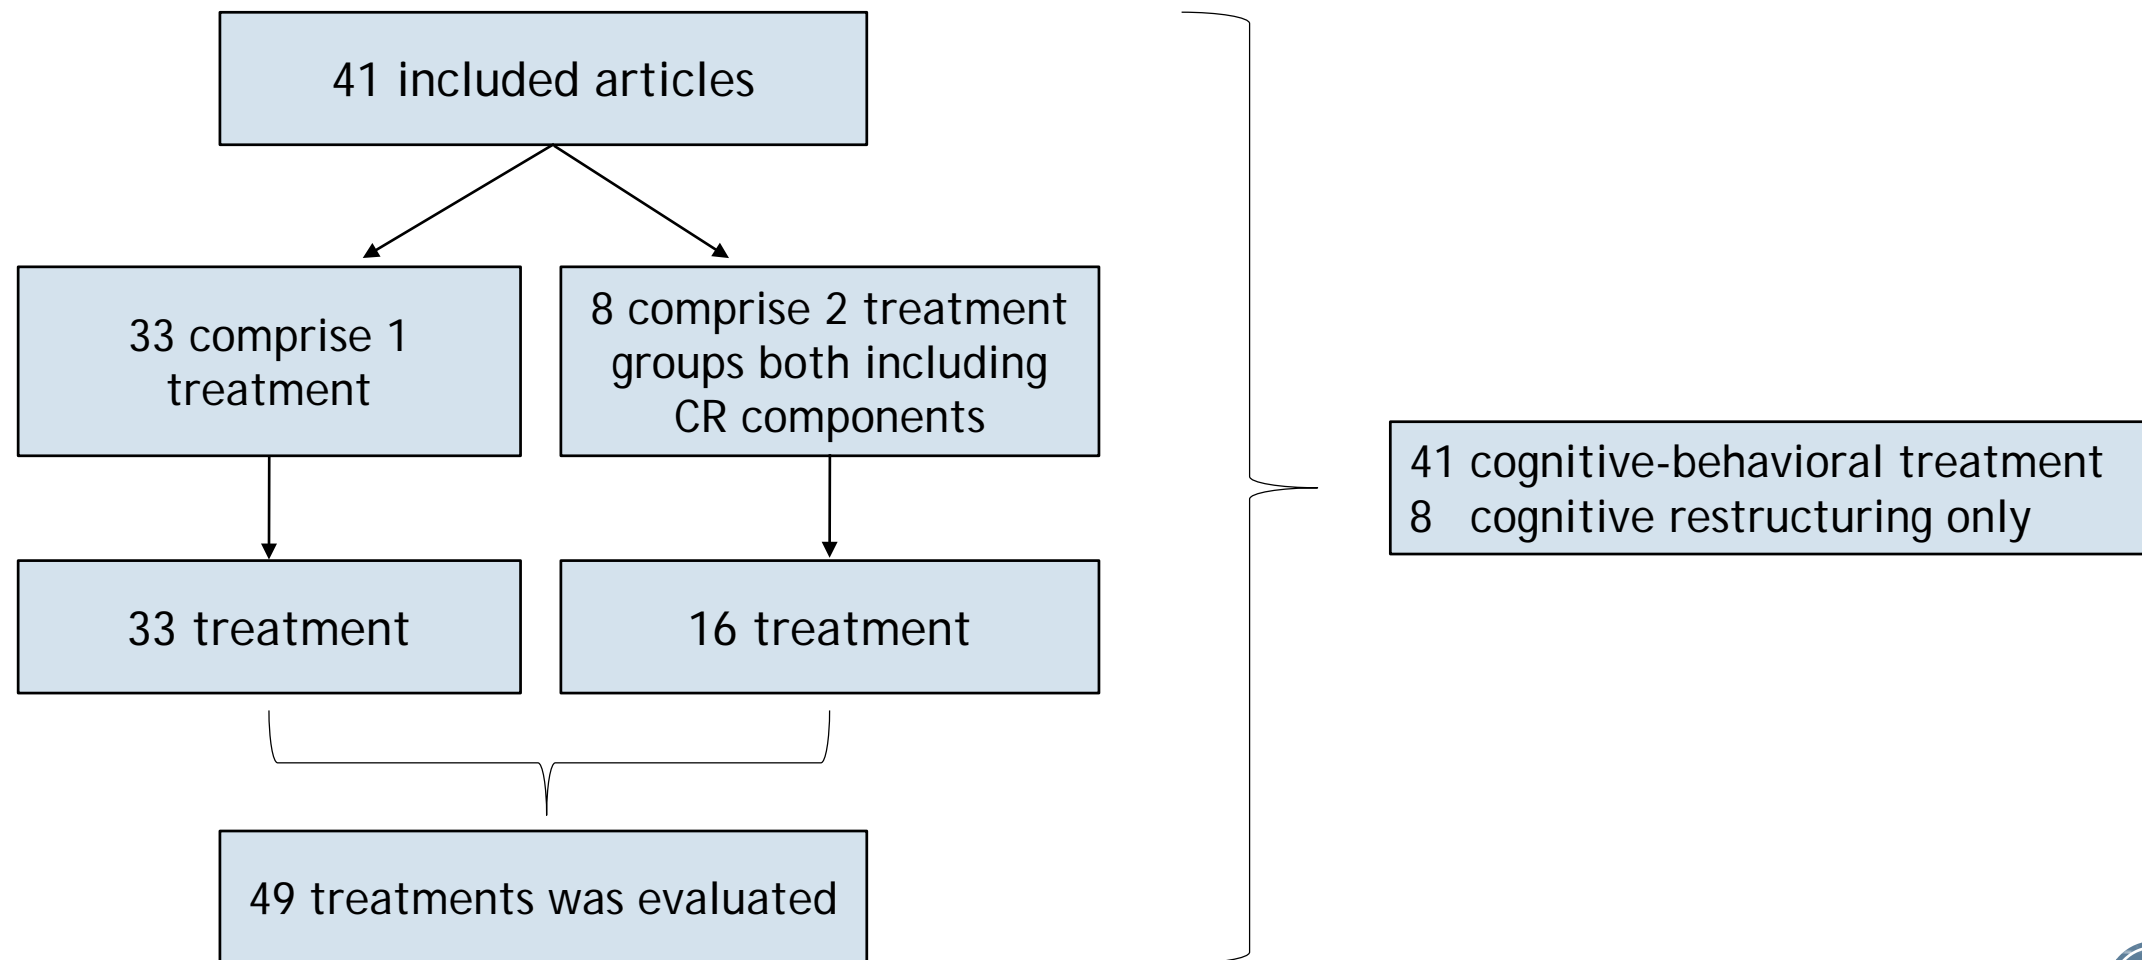 41 included articles
33 comprise 1
treatment
8 comprise 2 treatment
groups both including
CR components
33 treatment
16 treatment
49 treatments was evaluated
41 cognitive-behavioral treatment
8 cognitive restructuring only